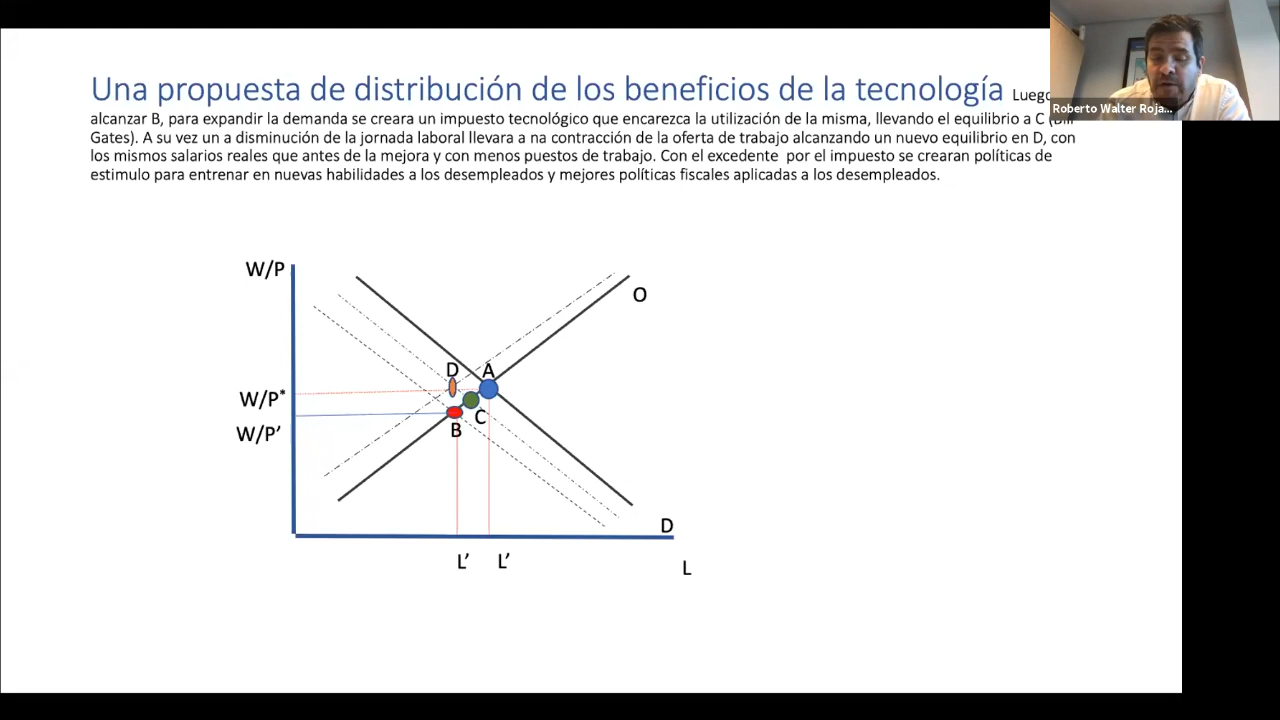 Una propuesta de distribución de los beneficios de la tecnología Luego
alcanzar B, para expandir la demanda se creara un impuesto tecnológico que encarezca la utilización de la misma, llevando el equilibrio a C (Bill
Gates). A su vez un a disminución de la jornada laboral llevara a na contracción de la oferta de trabajo alcanzando un nuevo equilibrio en D, con
los mismos salarios reales que antes de la mejora y con menos puestos de trabajo. Con el excedente por el impuesto se crearan políticas de
estimulo para entrenar en nuevas habilidades a los desempleados y mejores políticas fiscales aplicadas a los desempleados.
Roberto Walter Roja...
W/P
O
D A
W/P*
C
W/P’
B
D
L’ L’
L